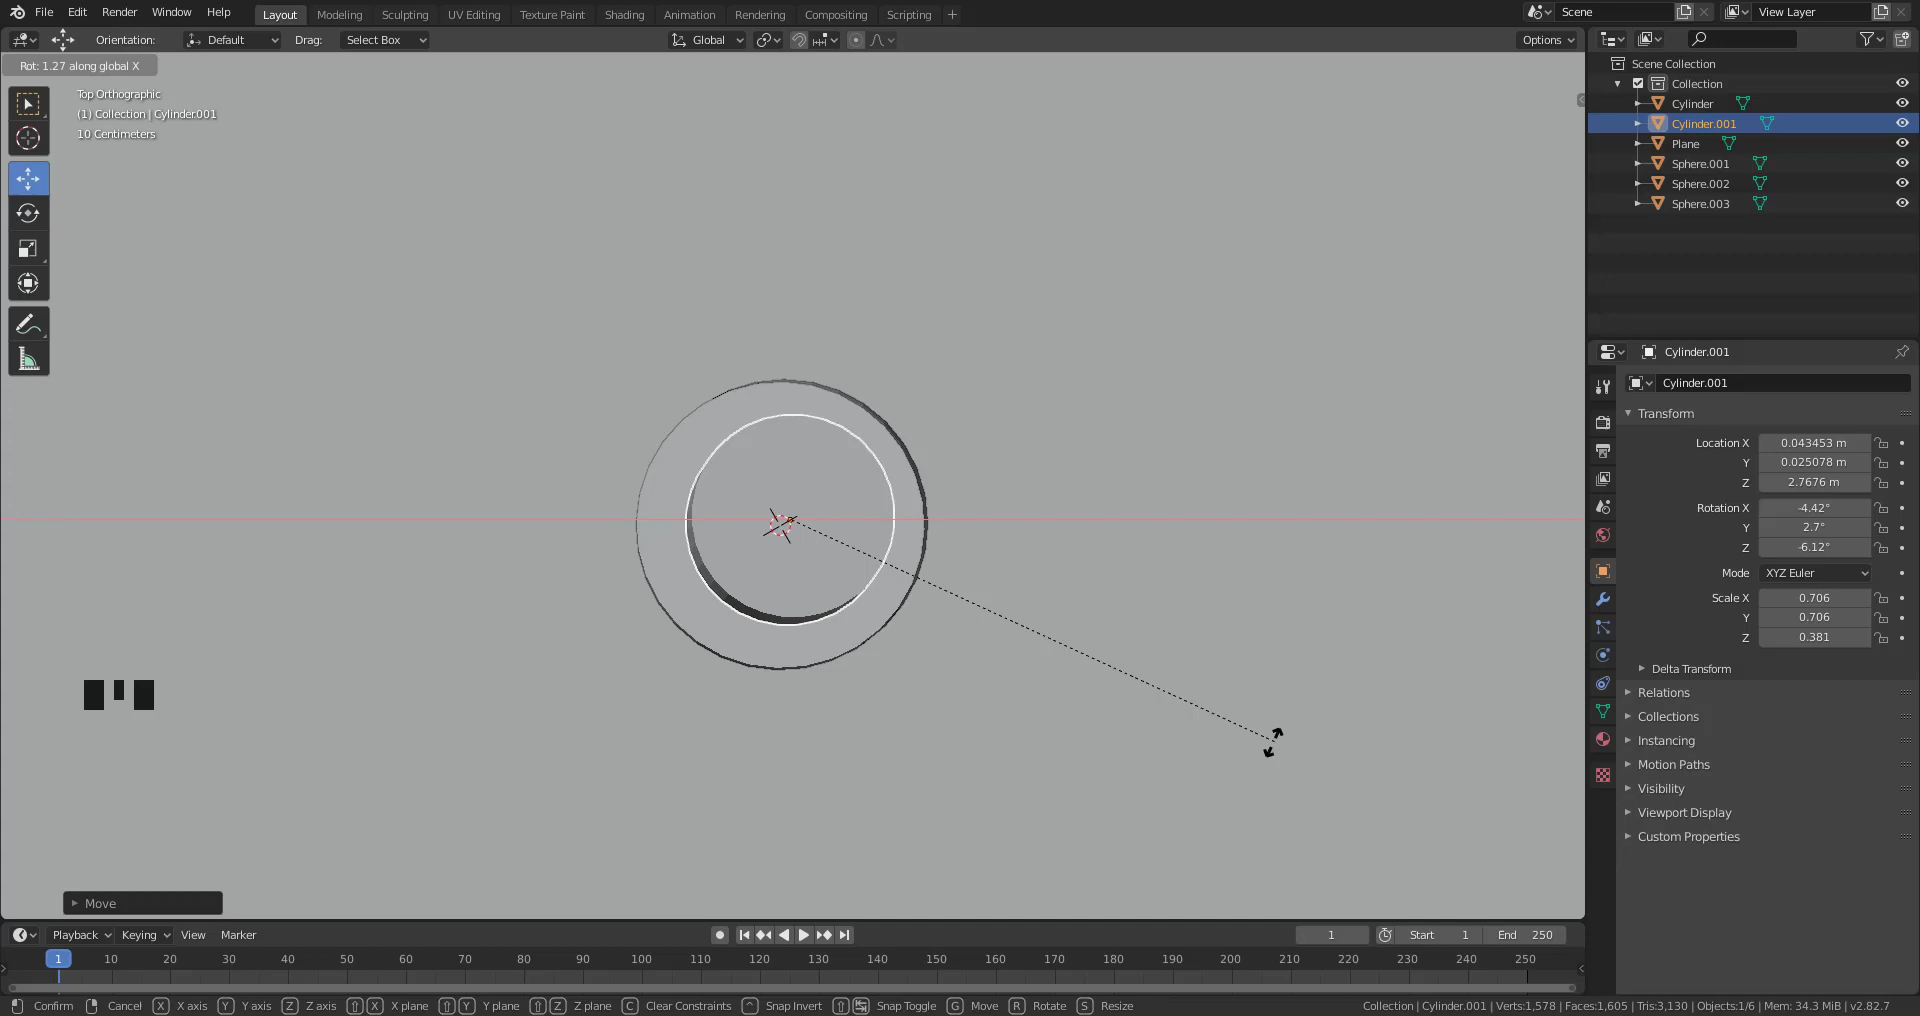 File Edit Render Window Help
Layout Modeling Sculpting UV Editing Texture Paint Shading Animation Rendering Compositing Scripting +
Scene
View Layer
Orientation: Default Drag: Select Box Global Options
Rot: 1.27 along global X
Top Orthographic
(1) Collection | Cylinder.001
10 Centimeters
Scene Collection
Collection
Cylinder
Cylinder.001
Plane
Sphere.001
Sphere.002
Sphere.003
Cylinder.001
Cylinder.001
Transform
Location X 0.043453 m
Y 0.025078 m
Z 2.7676 m
Rotation X -4.42°
Y 2.7°
Z -6.12°
Mode XYZ Euler
Scale X 0.706
Y 0.706
Z 0.381
Delta Transform
Relations
Collections
Instancing
Motion Paths
Visibility
Viewport Display
Custom Properties
Move
Playback Keying View Marker 1 Start 1 End 250
1 10 20 30 40 50 60 70 80 90 100 110 120 130 140 150 160 170 180 190 200 210 220 230 240 250
Confirm Cancel X X axis Y Y axis Z Z axis X X plane Y Y plane Z Z plane C Clear Constraints ^ Snap Invert Snap Toggle G Move R Rotate S Resize Collection | Cylinder.001 | Verts:1,578 | Faces:1,605 | Tris:3,130 | Objects:1/6 | Mem: 34.3 MiB | v2.82.7